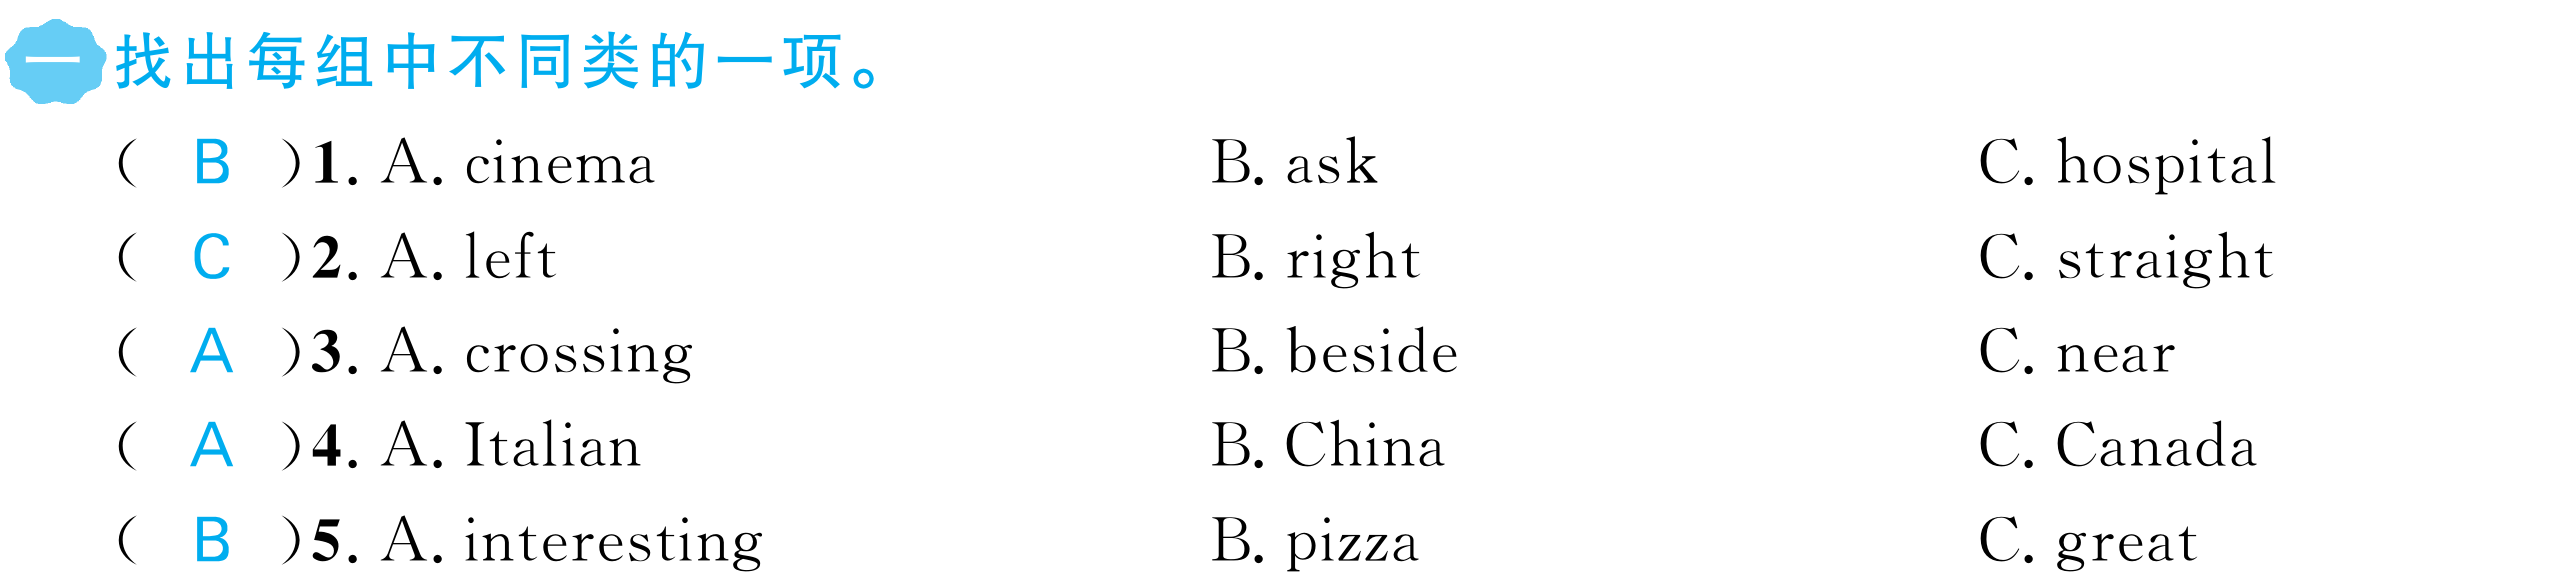 一 找出每组中不同类的一项。
( B )1. A. cinema B. ask C. hospital
( C )2. A. left B. right C. straight
( A )3. A. crossing B. beside C. near
( A )4. A. Italian B. China C. Canada
( B )5. A. interesting B. pizza C. great